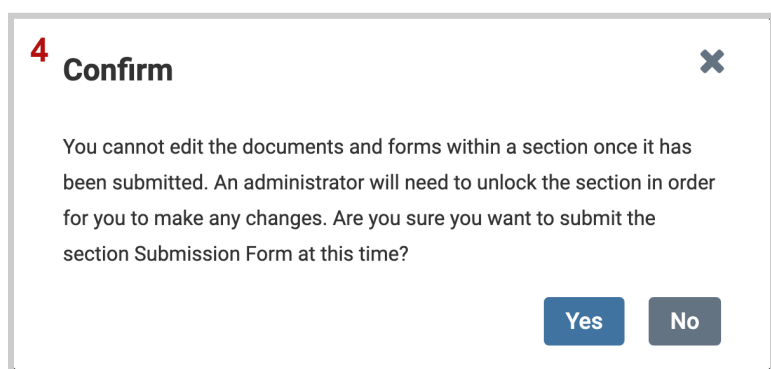 4
Confirm
You cannot edit the documents and forms within a section once it has
been submitted. An administrator will need to unlock the section in order
for you to make any changes. Are you sure you want to submit the
section Submission Form at this time?
Yes No